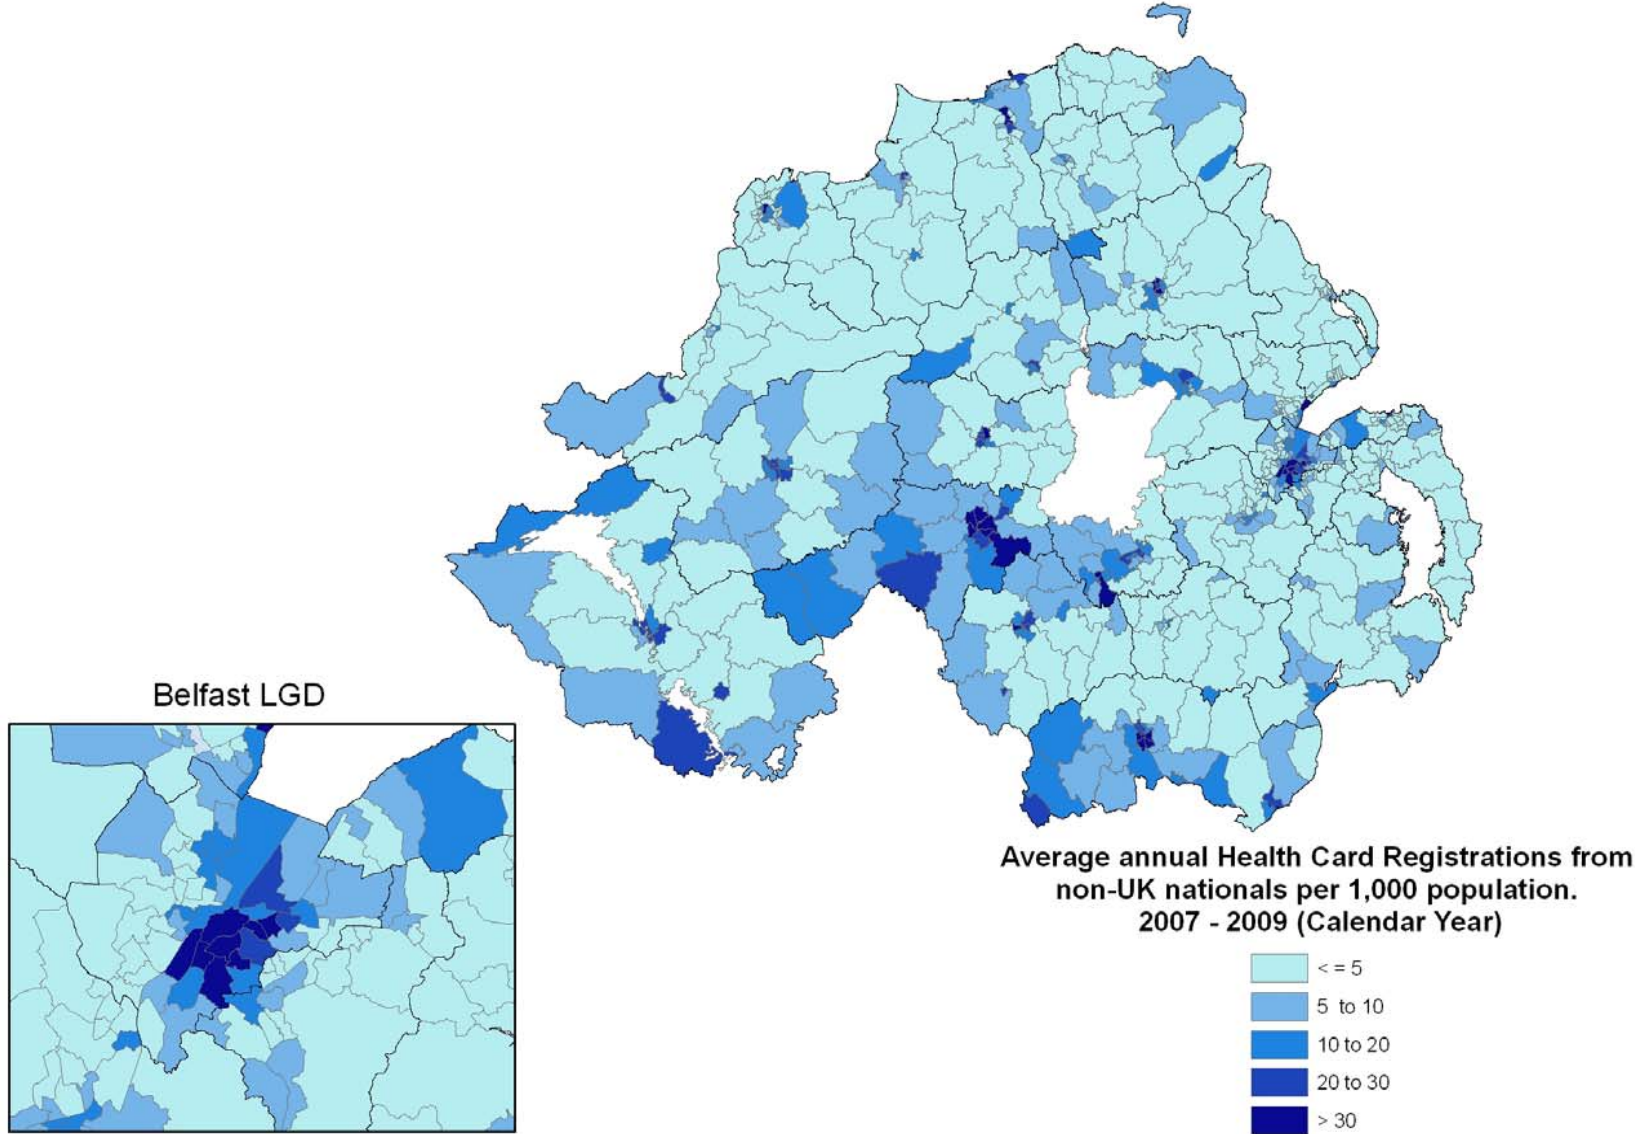 Belfast LGD
Average annual Health Card Registrations from
non-UK nationals per 1,000 population.
2007 - 2009 (Calendar Year)
< = 5
5 to 10
10 to 20
20 to 30
> 30